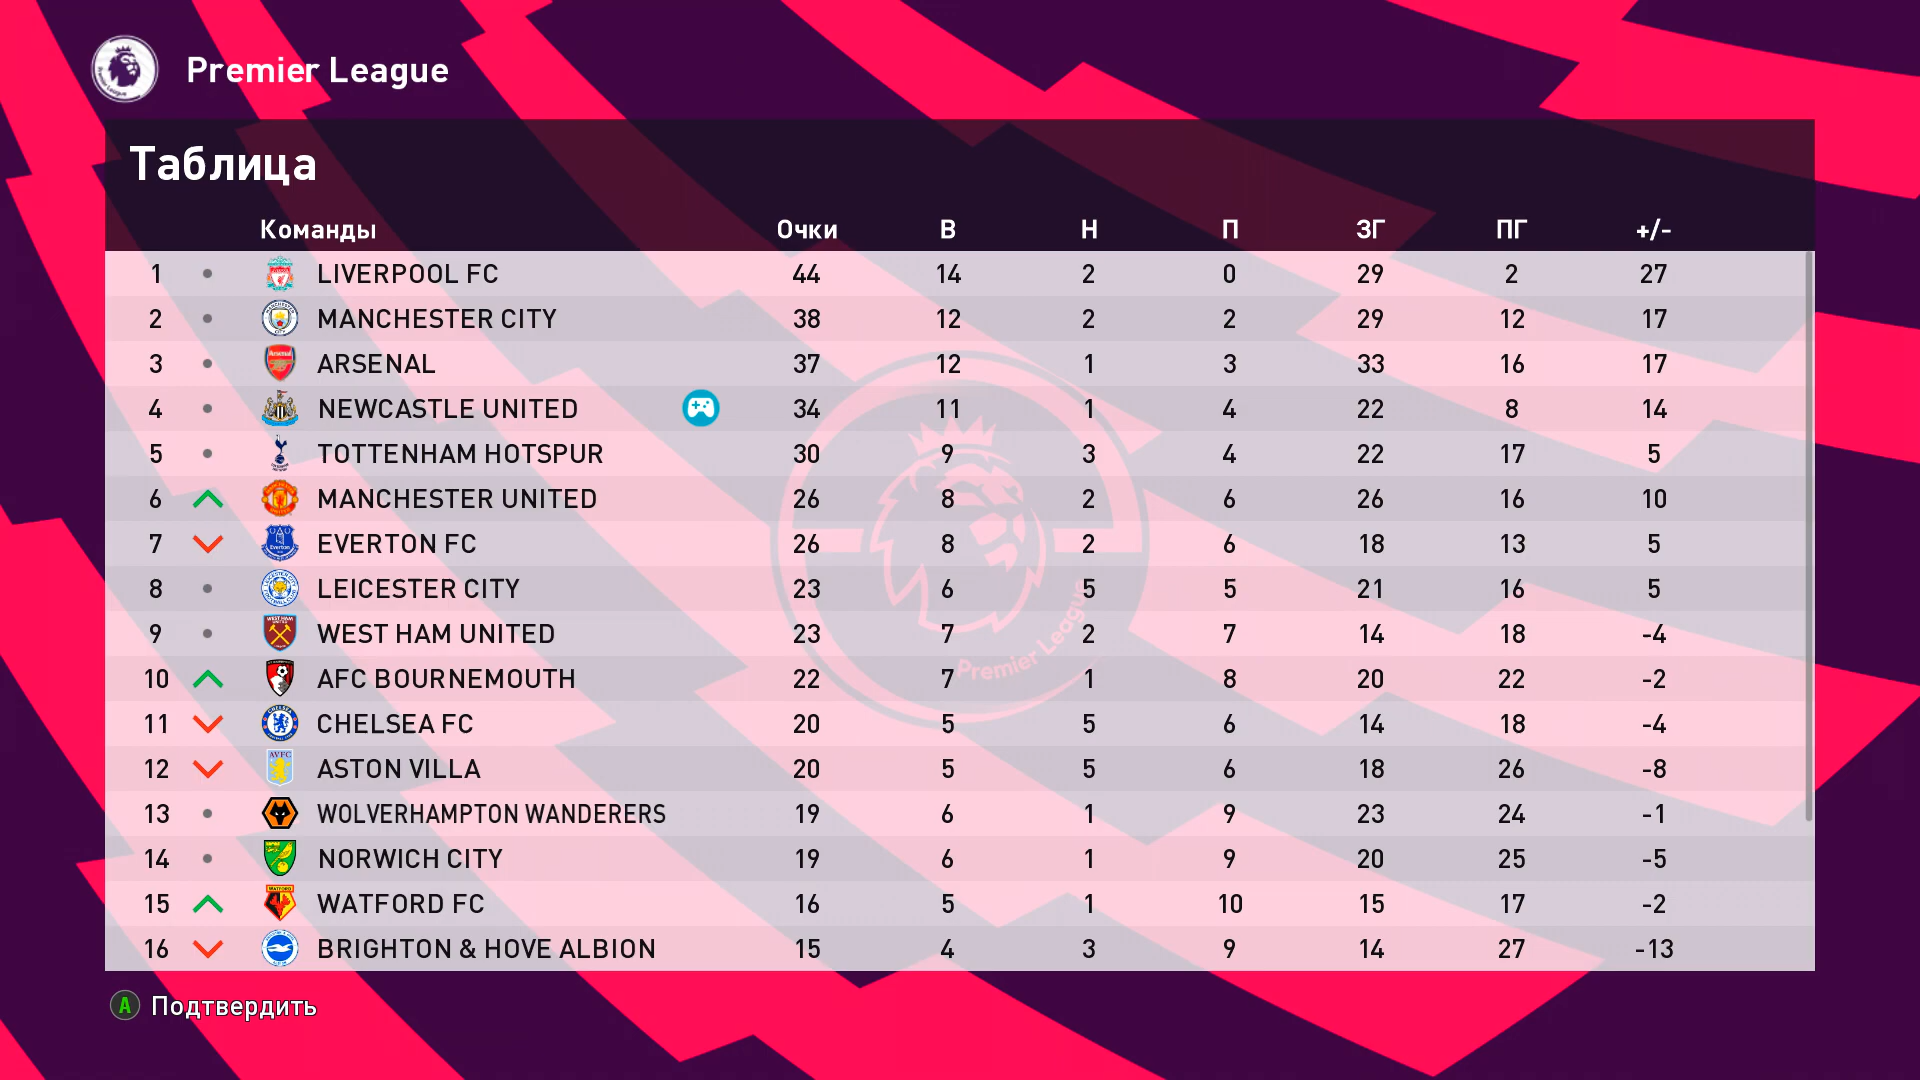 Premier League
Таблица
Команды Очки В Н П ЗГ ПГ +/-
1 LIVERPOOL FC 44 14 2 0 29 2 27
2 MANCHESTER CITY 38 12 2 2 29 12 17
3 ARSENAL 37 12 1 3 33 16 17
4 NEWCASTLE UNITED 34 11 1 4 22 8 14
5 TOTTENHAM HOTSPUR 30 9 3 4 22 17 5
6 MANCHESTER UNITED 26 8 2 6 26 16 10
7 EVERTON FC 26 8 2 6 18 13 5
8 LEICESTER CITY 23 6 5 5 21 16 5
9 WEST HAM UNITED 23 7 2 7 14 18 -4
10 AFC BOURNEMOUTH 22 7 1 8 20 22 -2
11 CHELSEA FC 20 5 5 6 14 18 -4
12 ASTON VILLA 20 5 5 6 18 26 -8
13 WOLVERHAMPTON WANDERERS 19 6 1 9 23 24 -1
14 NORWICH CITY 19 6 1 9 20 25 -5
15 WATFORD FC 16 5 1 10 15 17 -2
16 BRIGHTON & HOVE ALBION 15 4 3 9 14 27 -13
Premier League
A Подтвердить